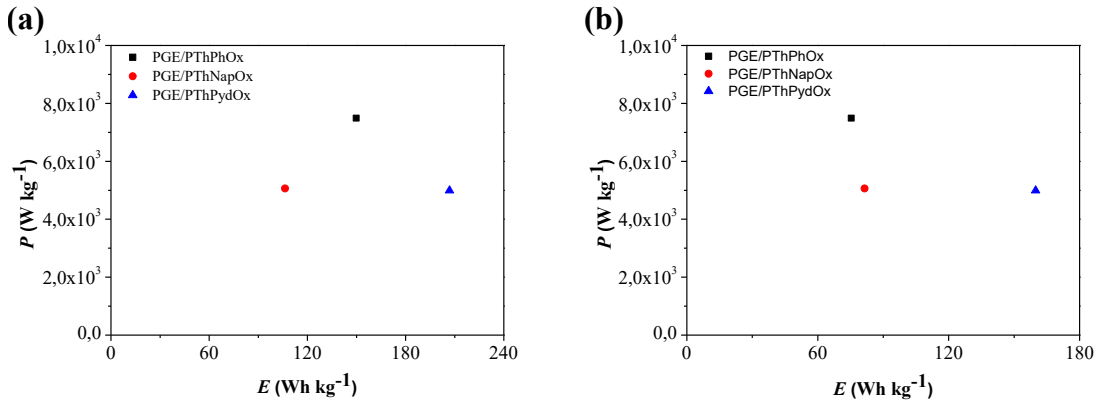 (a)
1,0x10⁴
8,0x10³
6,0x10³
4,0x10³
2,0x10³
0,0
P (W kg⁻¹)
PGE/PThPhOx
PGE/PThNapOx
PGE/PThPydOx
0 60 120 180 240
E (Wh kg⁻¹)
(b)
1,0x10⁴
8,0x10³
6,0x10³
4,0x10³
2,0x10³
0,0
P (W kg⁻¹)
PGE/PThPhOx
PGE/PThNapOx
PGE/PThPydOx
0 60 120 180
E (Wh kg⁻¹)